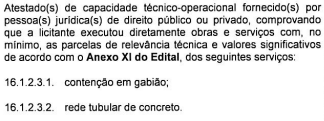 Atestado(s) de capacidade técnico-operacional fornecido(s) por
pessoa(s) jurídica(s) de direito público ou privado, comprovando
que a licitante executou diretamente obras e serviços com, no
mínimo, as parcelas de relevância técnica e valores significativos
de acordo com o Anexo XI do Edital, dos seguintes serviços:
16.1.2.3.1. contenção em gabião;
16.1.2.3.2. rede tubular de concreto.